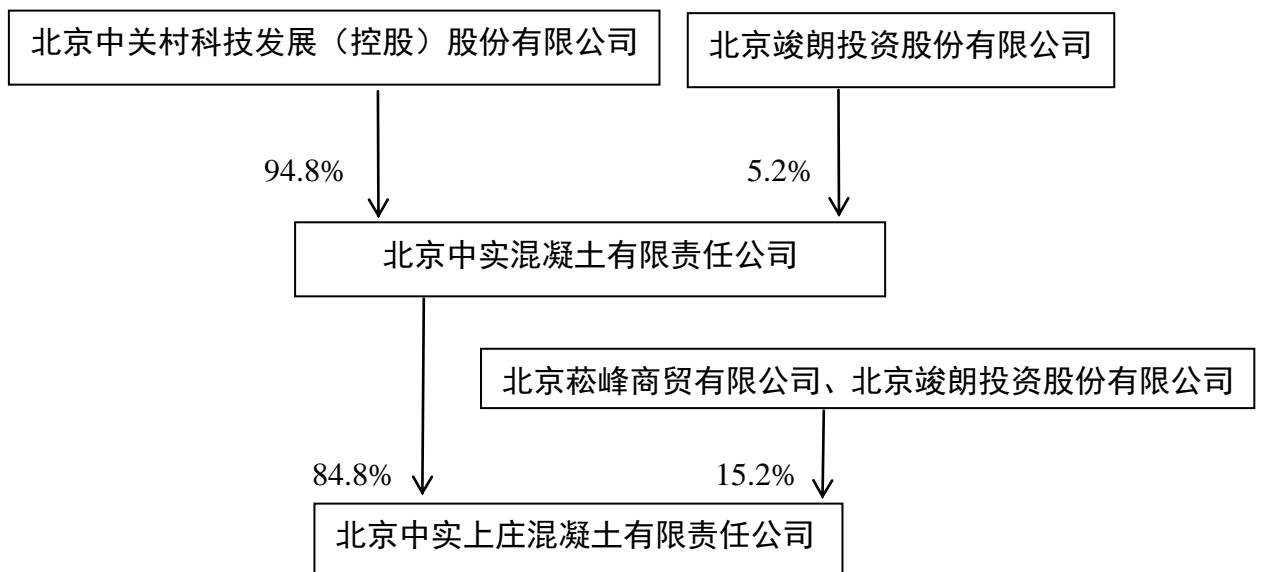 北京中关村科技发展（控股）股份有限公司
北京竣朗投资股份有限公司
94.8%
5.2%
北京中实混凝土有限责任公司
北京菘峰商贸有限公司、北京竣朗投资股份有限公司
84.8%
15.2%
北京中实上庄混凝土有限责任公司